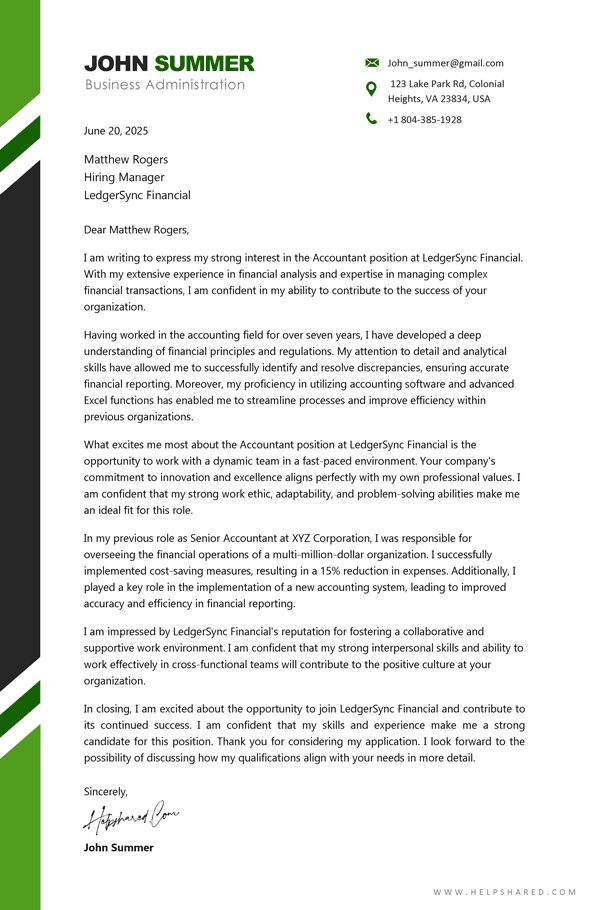 JOHN SUMMER
Business Administration
John_summer@gmail.com
123 Lake Park Rd, Colonial
Heights, VA 23834, USA
+1 804-385-1928
June 20, 2025
Matthew Rogers
Hiring Manager
LedgerSync Financial
Dear Matthew Rogers,
I am writing to express my strong interest in the Accountant position at LedgerSync Financial.
With my extensive experience in financial analysis and expertise in managing complex
financial transactions, I am confident in my ability to contribute to the success of your
organization.
Having worked in the accounting field for over seven years, I have developed a deep
understanding of financial principles and regulations. My attention to detail and analytical
skills have allowed me to successfully identify and resolve discrepancies, ensuring accurate
financial reporting. Moreover, my proficiency in utilizing accounting software and advanced
Excel functions has enabled me to streamline processes and improve efficiency within
previous organizations.
What excites me most about the Accountant position at LedgerSync Financial is the
opportunity to work with a dynamic team in a fast-paced environment. Your company's
commitment to innovation and excellence aligns perfectly with my own professional values. I
am confident that my strong work ethic, adaptability, and problem-solving abilities make me
an ideal fit for this role.
In my previous role as Senior Accountant at XYZ Corporation, I was responsible for
overseeing the financial operations of a multi-million-dollar organization. I successfully
implemented cost-saving measures, resulting in a 15% reduction in expenses. Additionally, I
played a key role in the implementation of a new accounting system, leading to improved
accuracy and efficiency in financial reporting.
I am impressed by LedgerSync Financial's reputation for fostering a collaborative and
supportive work environment. I am confident that my strong interpersonal skills and ability to
work effectively in cross-functional teams will contribute to the positive culture at your
organization.
In closing, I am excited about the opportunity to join LedgerSync Financial and contribute to
its continued success. I am confident that my skills and experience make me a strong
candidate for this position. Thank you for considering my application. I look forward to the
possibility of discussing how my qualifications align with your needs in more detail.
Sincerely,
Helpshared.Com
John Summer
WWW.HELPSHARED.COM